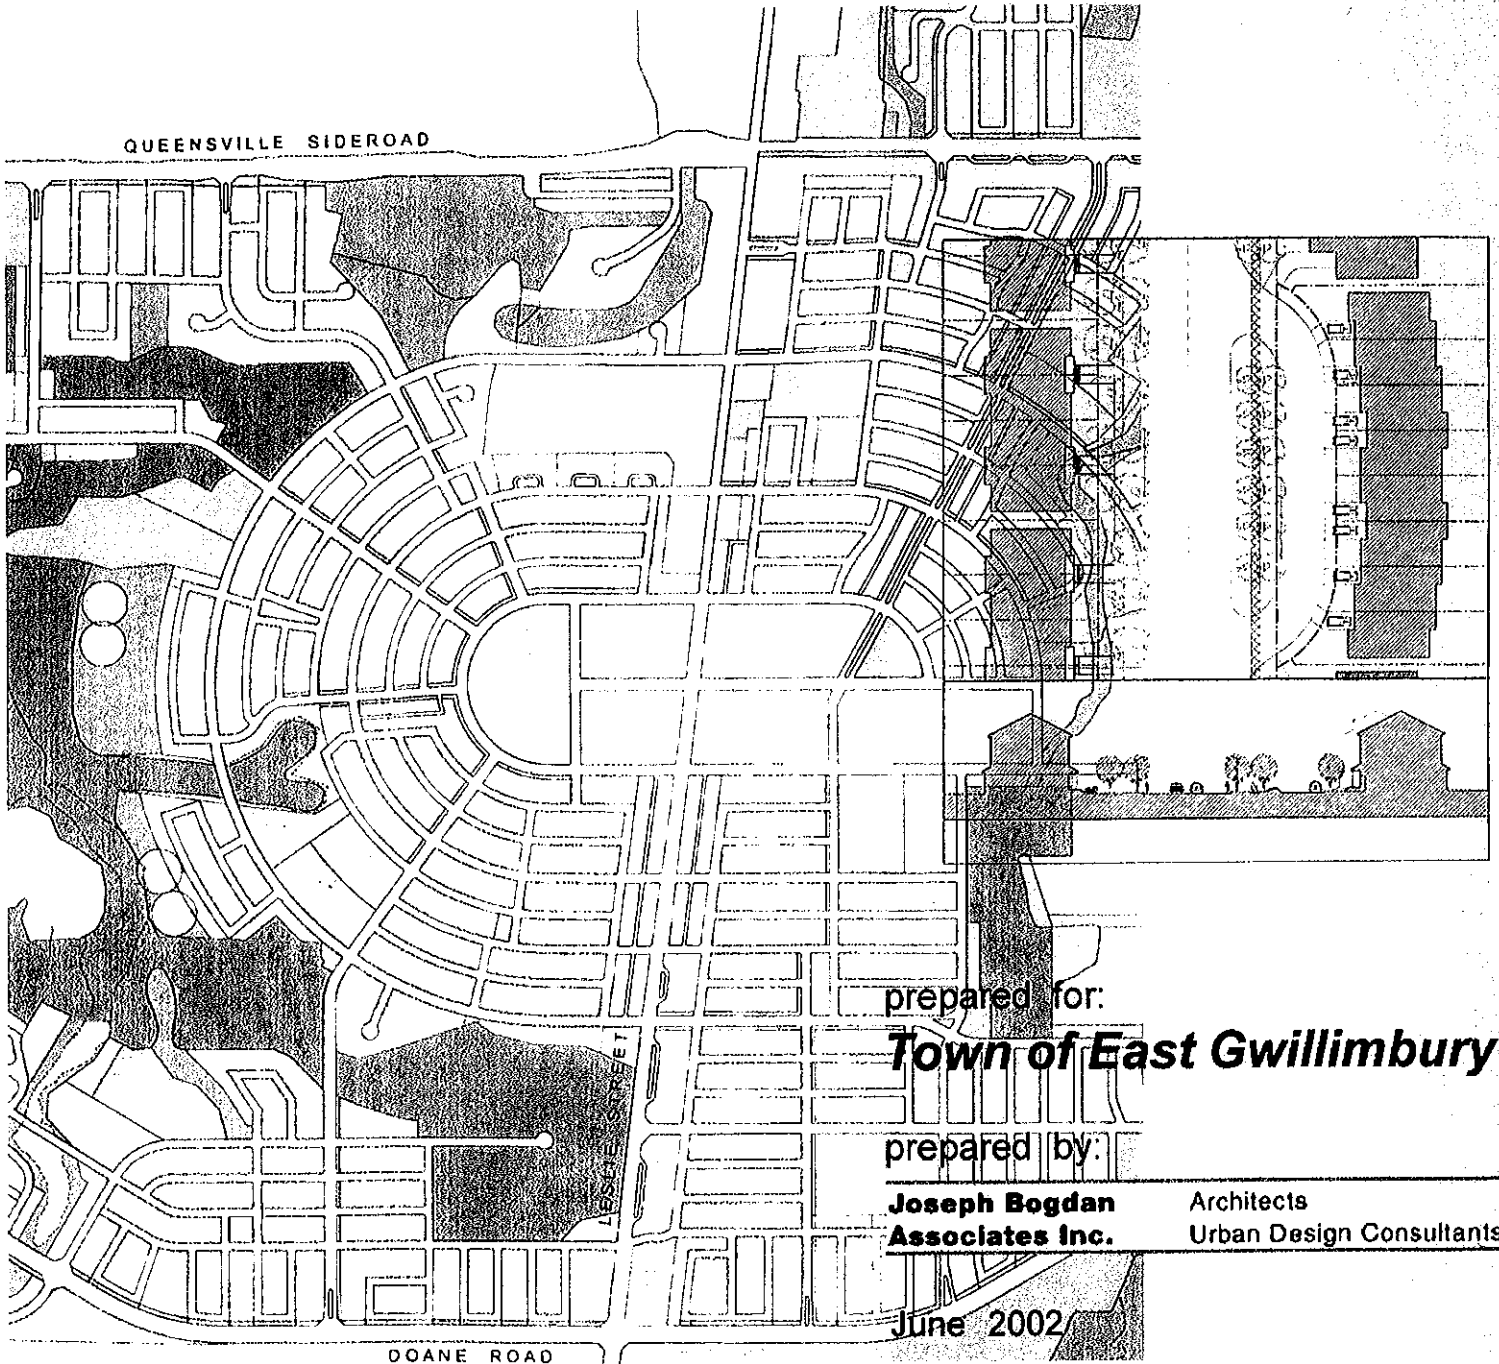 QUEENSVILLE SIDEROAD
LESLIE STREET
prepared for:
Town of East Gwillimbury
prepared by:
Joseph Bogdan Architects
Associates Inc. Urban Design Consultants
June 2002
DOANE ROAD